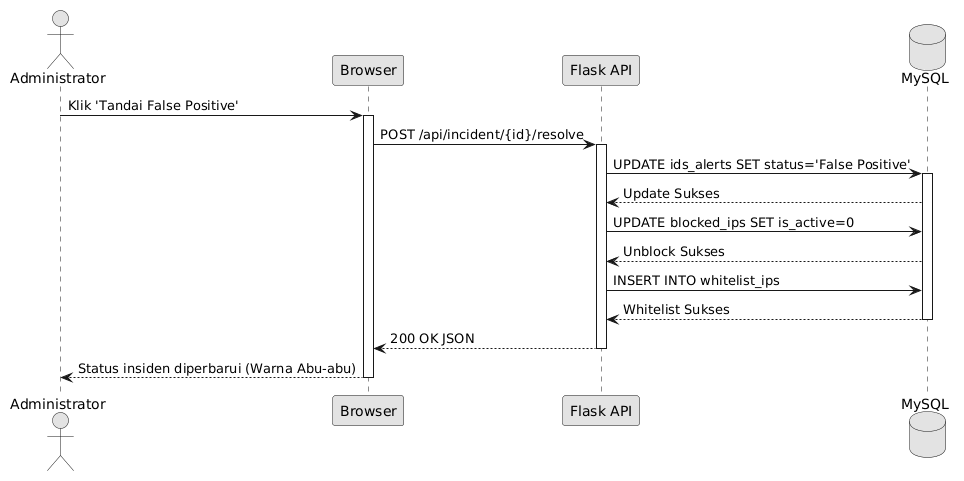 Administrator
Browser
Flask API
MySQL
Klik 'Tandai False Positive'
POST /api/incident/{id}/resolve
UPDATE ids_alerts SET status='False Positive'
Update Sukses
UPDATE blocked_ips SET is_active=0
Unblock Sukses
INSERT INTO whitelist_ips
Whitelist Sukses
200 OK JSON
Status insiden diperbarui (Warna Abu-abu)
Administrator
Browser
Flask API
MySQL